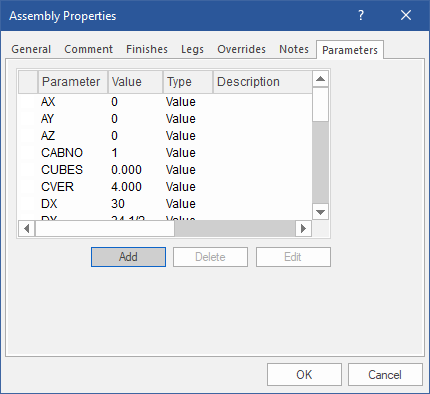 Assembly Properties ? ×
General Comment Finishes Legs Overrides Notes Parameters
Parameter Value Type Description
AX 0 Value
AY 0 Value
AZ 0 Value
CABNO 1 Value
CUBES 0.000 Value
CVER 4.000 Value
DX 30 Value
DY 34 1/2 Value
Add Delete Edit
OK Cancel